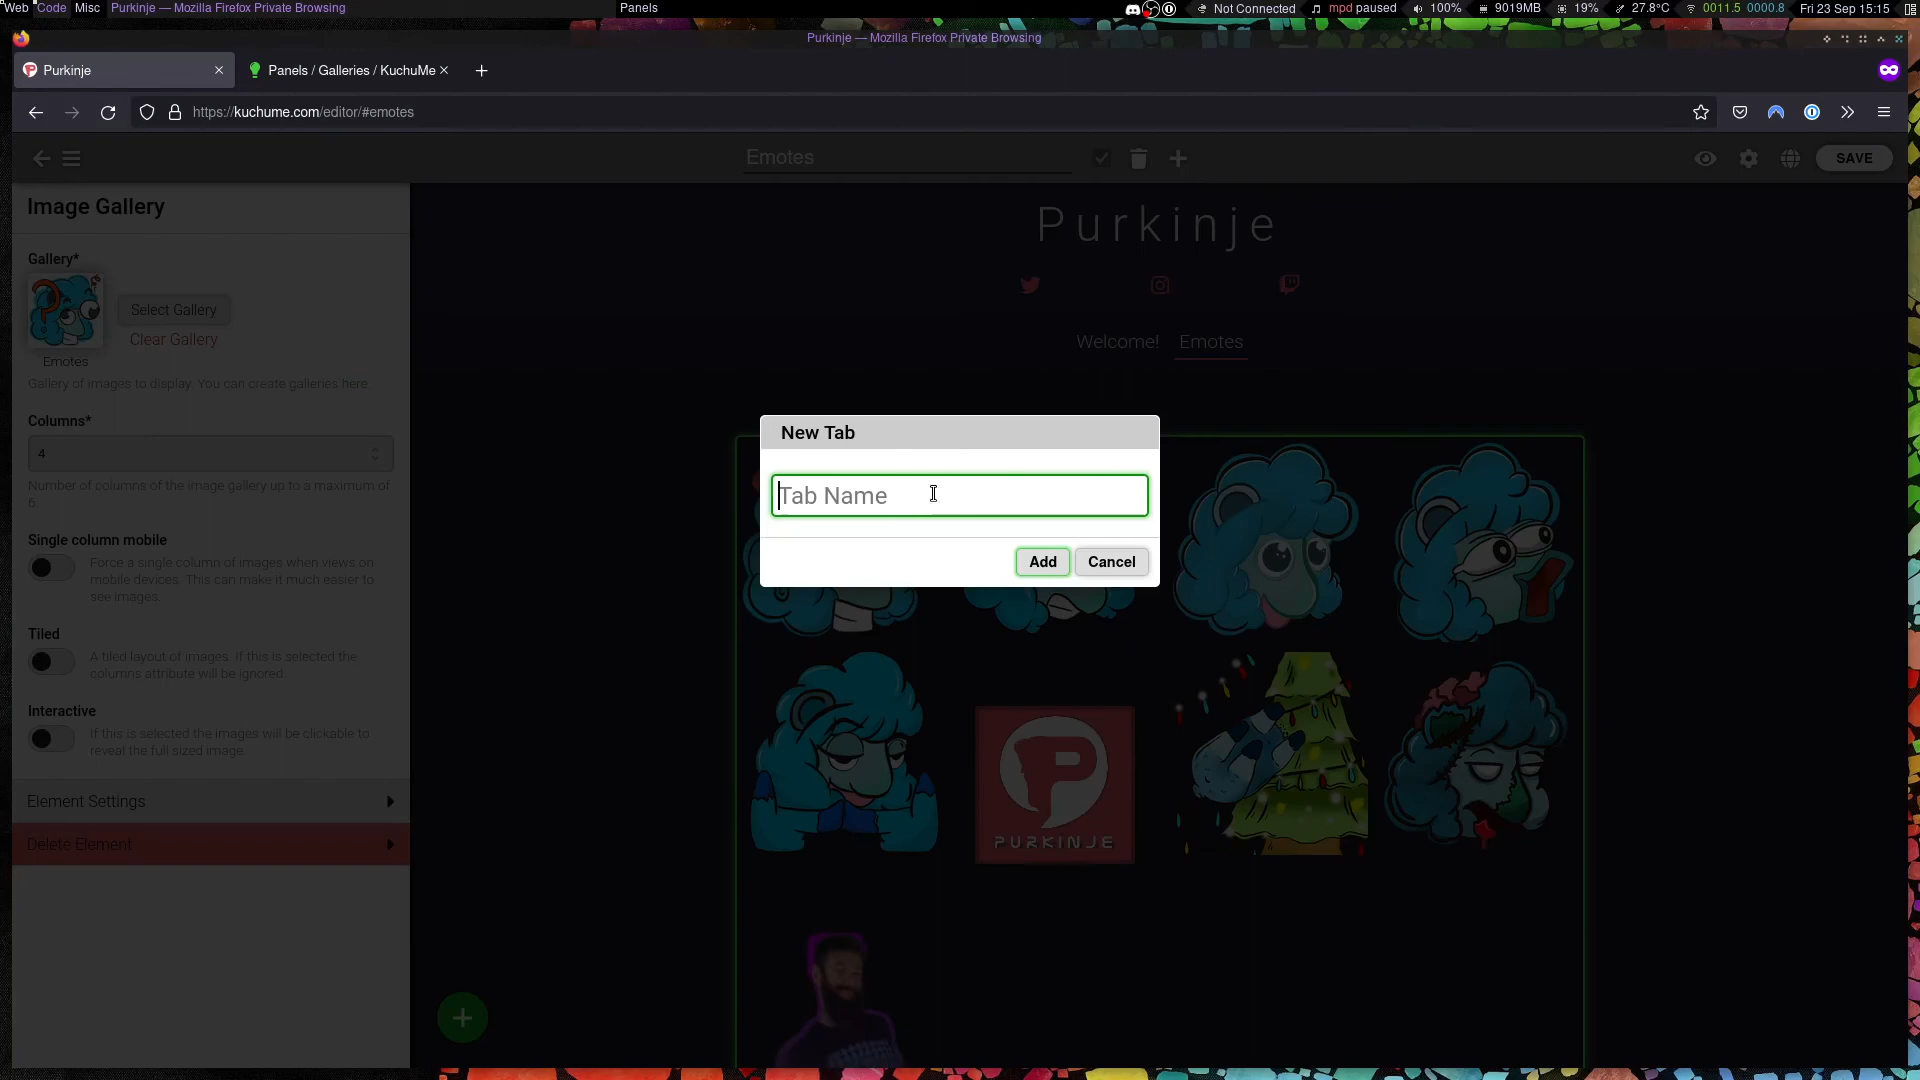 Web Code Misc Purkinje — Mozilla Firefox Private Browsing Panels Not Connected mpd paused 100% 9019MB 19% 27.8°C 0011.5 0000.8 Fri 23 Sep 15:15
Purkinje — Mozilla Firefox Private Browsing
Purkinje Panels / Galleries / KuchuMe
https://kuchume.com/editor/#emotes
Emotes SAVE
Image Gallery
Gallery*
Select Gallery
Clear Gallery
Emotes
Gallery of images to display. You can create galleries here.
Columns*
4
Number of columns of the image gallery up to a maximum of
6.
Single column mobile
Force a single column of images when views on
mobile devices. This can make it much easier to
see images.
Tiled
A tiled layout of images. If this is selected the
columns attribute will be ignored.
Interactive
If this is selected the images will be clickable to
reveal the full sized image.
Element Settings
Delete Element
Purkinje
Welcome! Emotes
New Tab
Tab Name
Add Cancel
PURKINJE